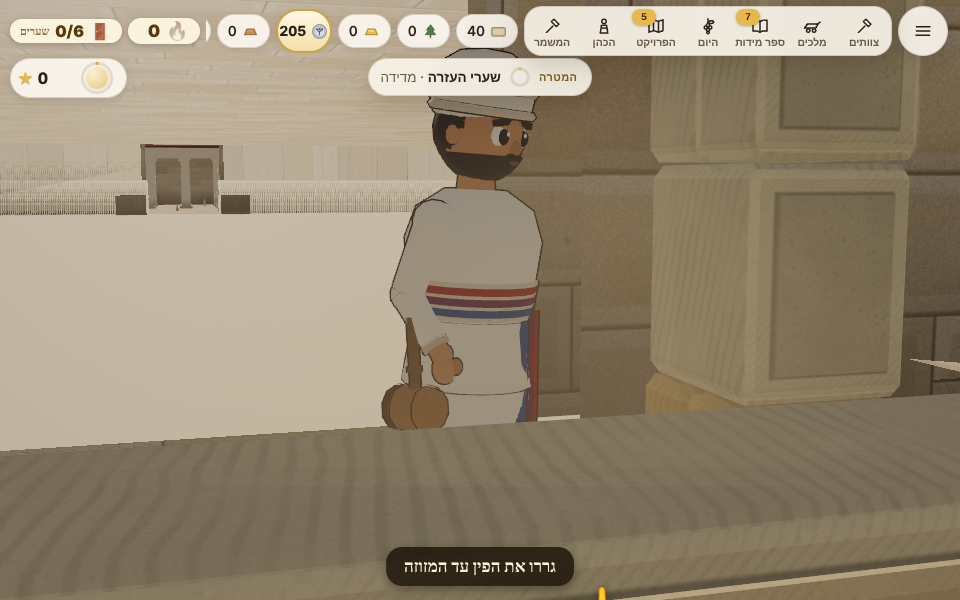 צוותים
מלכים
ספר מידות
7
היום
הפרויקט
5
הכהן
המשמר
40
0
0
205
0
0
0/6 שערים
המטרה שערי העזרה · מדידה
0
גררו את הפין עד המזוזה